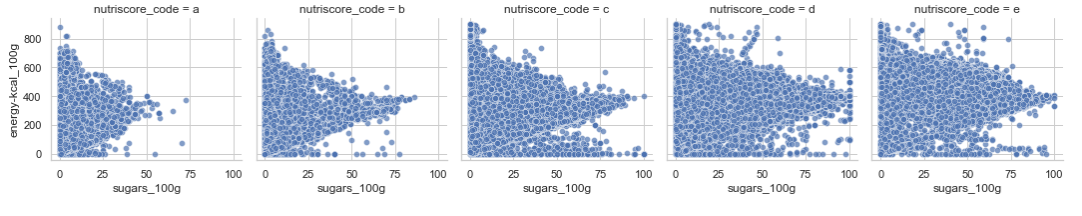 nutriscore_code = a
nutriscore_code = b
nutriscore_code = c
nutriscore_code = d
nutriscore_code = e
energy-kcal_100g
800
600
400
200
0
0 25 50 75 100
0 25 50 75 100
0 25 50 75 100
0 25 50 75 100
0 25 50 75 100
sugars_100g
sugars_100g
sugars_100g
sugars_100g
sugars_100g